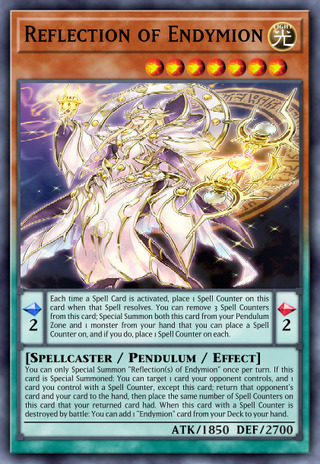 Reflection of Endymion
LIGHT
光
Each time a Spell Card is activated, place 1 Spell Counter on this
card when that Spell resolves. You can remove 3 Spell Counters
from this card; Special Summon both this card from your Pendulum
Zone and 1 monster from your hand that you can place a Spell
Counter on, and if you do, place 1 Spell Counter on each.
2
2
[Spellcaster / Pendulum / Effect]
You can only Special Summon "Reflection(s) of Endymion" once per turn. If this
card is Special Summoned: You can target 1 card your opponent controls, and 1
card you control with a Spell Counter, except this card; return that opponent's
card and your card to the hand, then place the same number of Spell Counters on
this card that your returned card had. When this card with a Spell Counter is
destroyed by battle: You can add 1 "Endymion" card from your Deck to your hand.
ATK/1850 DEF/2700